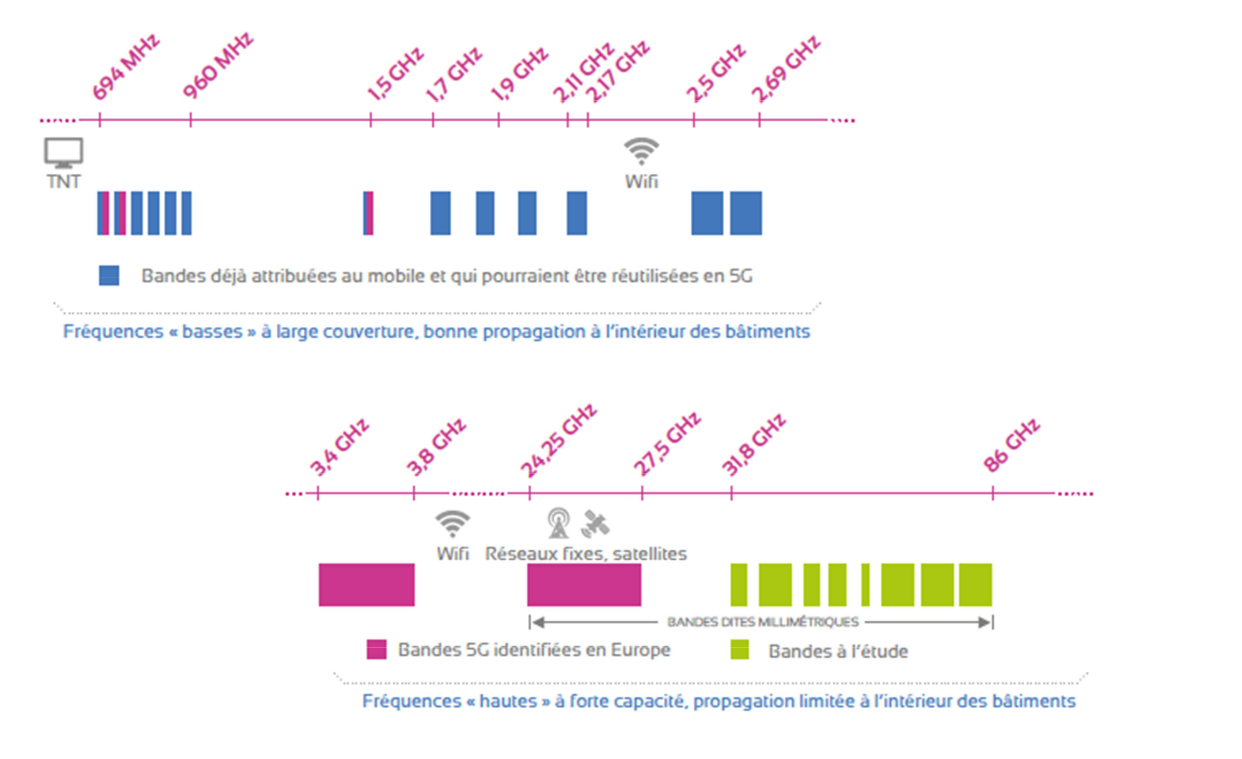 694 MHz
960 MHz
1,5 GHz
1,7 GHz
1,9 GHz
2,11 GHz
2,17 GHz
2,5 GHz
2,69 GHz
TNT
Wifi
Bandes déjà attribuées au mobile et qui pourraient être réutilisées en 5G
Fréquences « basses » à large couverture, bonne propagation à l'intérieur des bâtiments
3,4 GHz
3,8 GHz
24,25 GHz
27,5 GHz
31,8 GHz
86 GHz
Wifi
Réseaux fixes, satellites
BANDES DITES MILLIMÉTRIQUES
Bandes 5G identifiées en Europe
Bandes à l'étude
Fréquences « hautes » à forte capacité, propagation limitée à l'intérieur des bâtiments